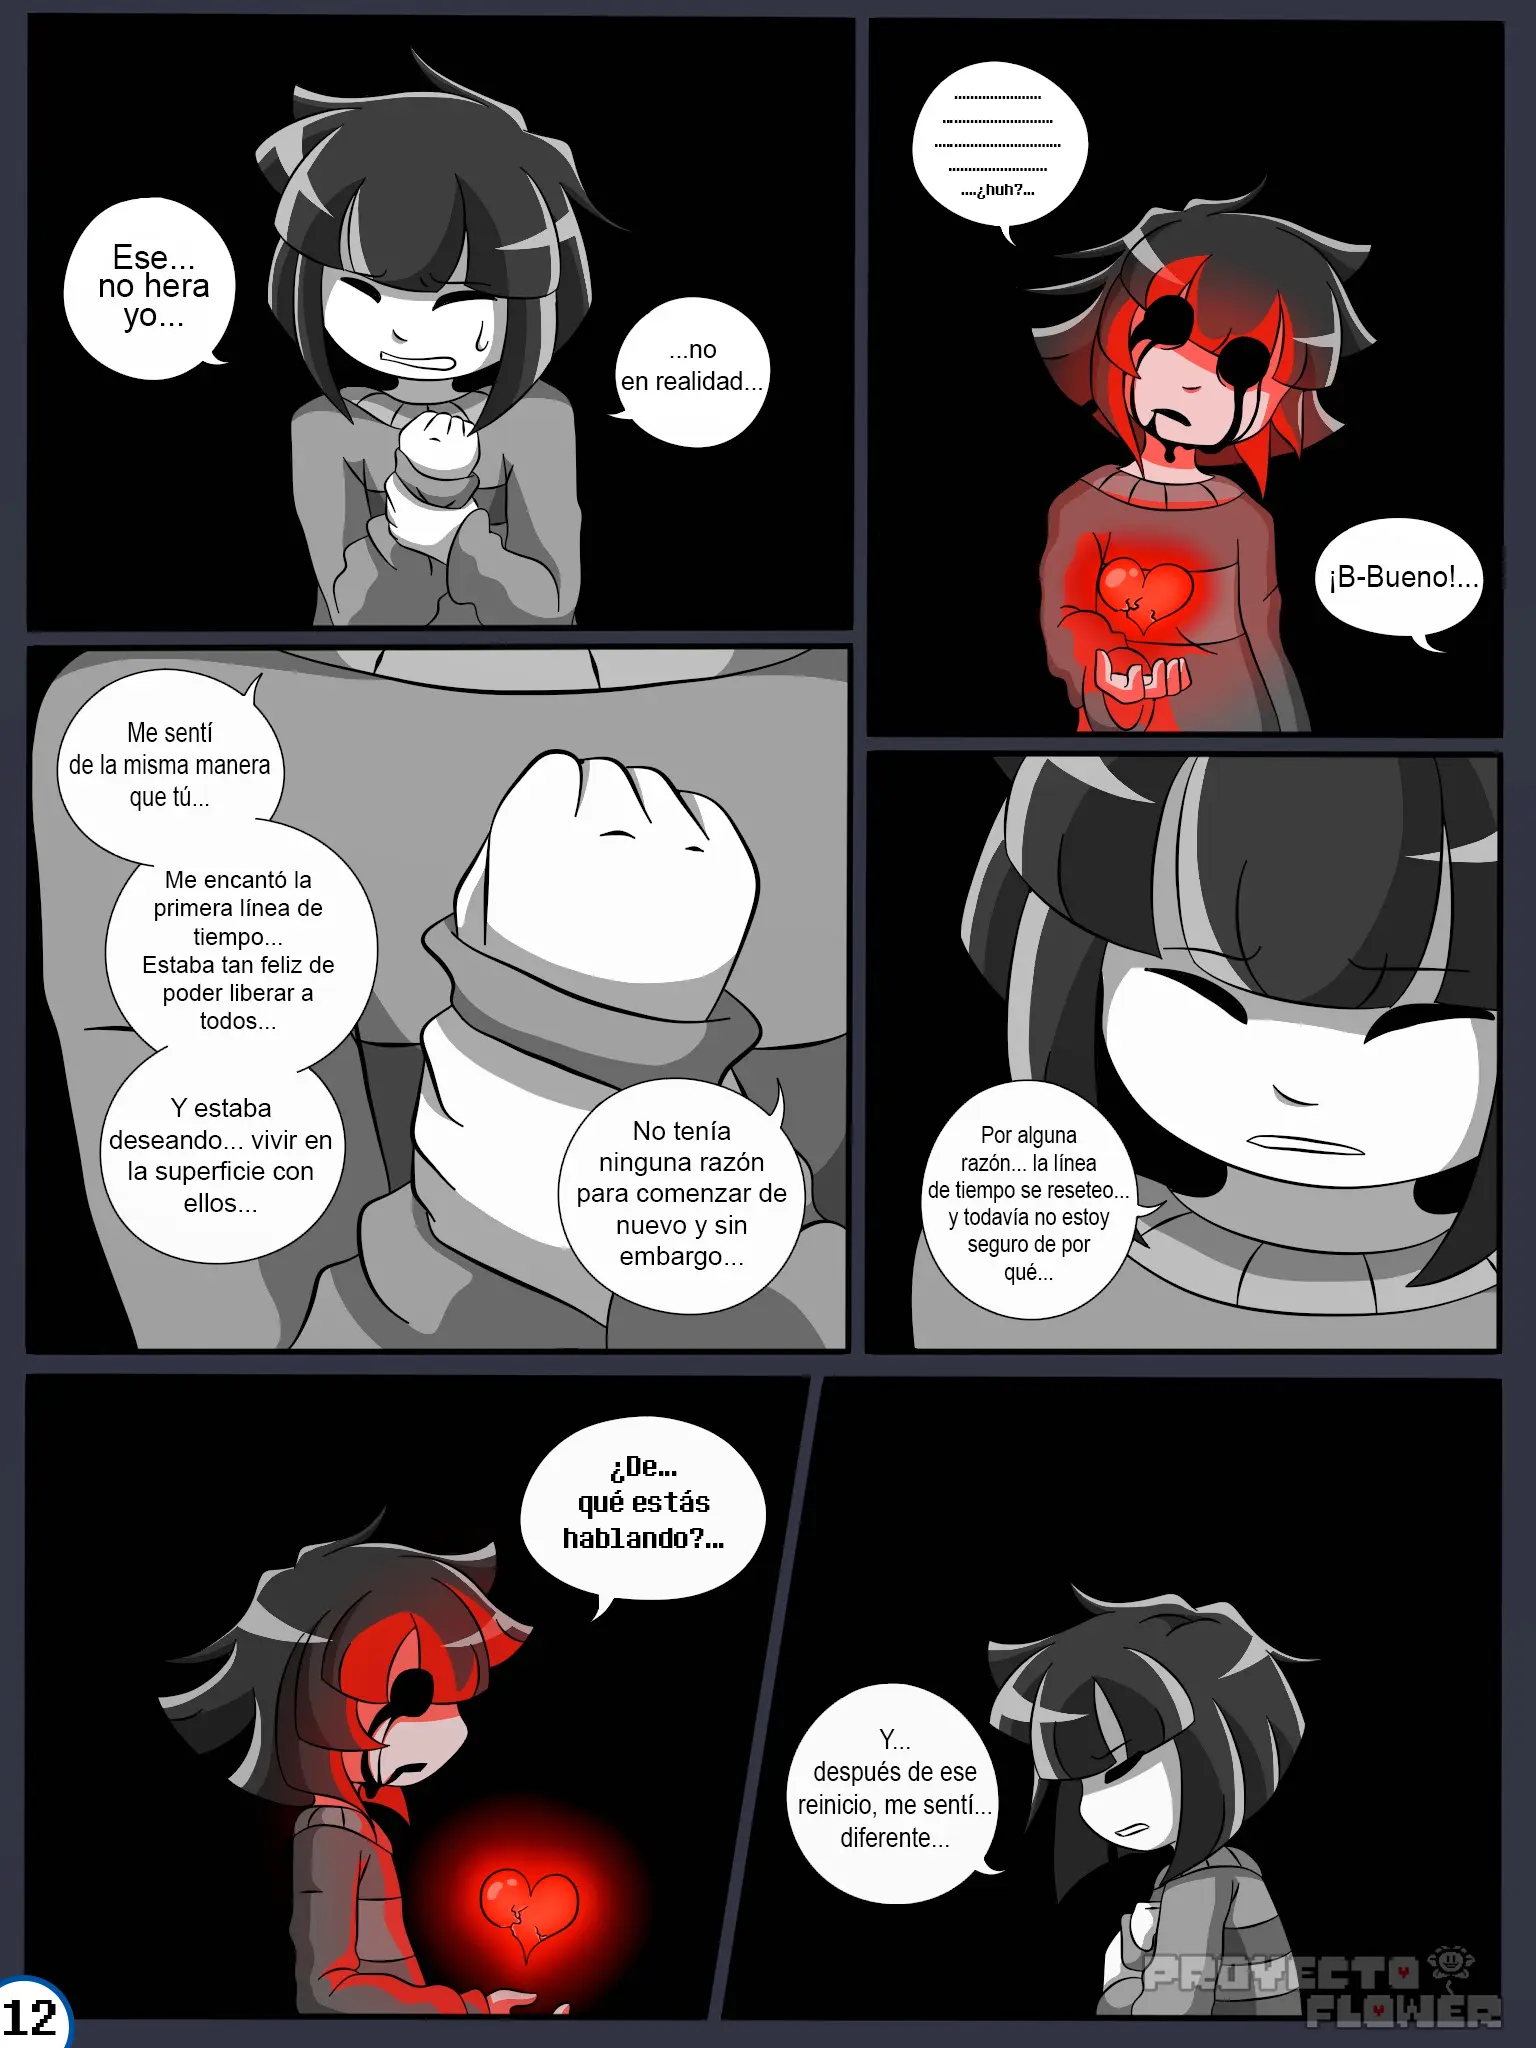 Ese...
no hera
yo...
...no
en realidad...
......................
............................
................................
.........................
....¿huh?...
¡B-Bueno!...
Me sentí
de la misma manera
que tú...
Me encantó la
primera línea de
tiempo...
Estaba tan feliz de
poder liberar a
todos...
Y estaba
deseando... vivir en
la superficie con
ellos...
No tenía
ninguna razón
para comenzar de
nuevo y sin
embargo...
Por alguna
razón... la línea
de tiempo se reseteo...
y todavía no estoy
seguro de por
qué...
¿De...
qué estás
hablando?...
Y...
después de ese
reinicio, me sentí...
diferente...
12
PROYECTO
FLOWER